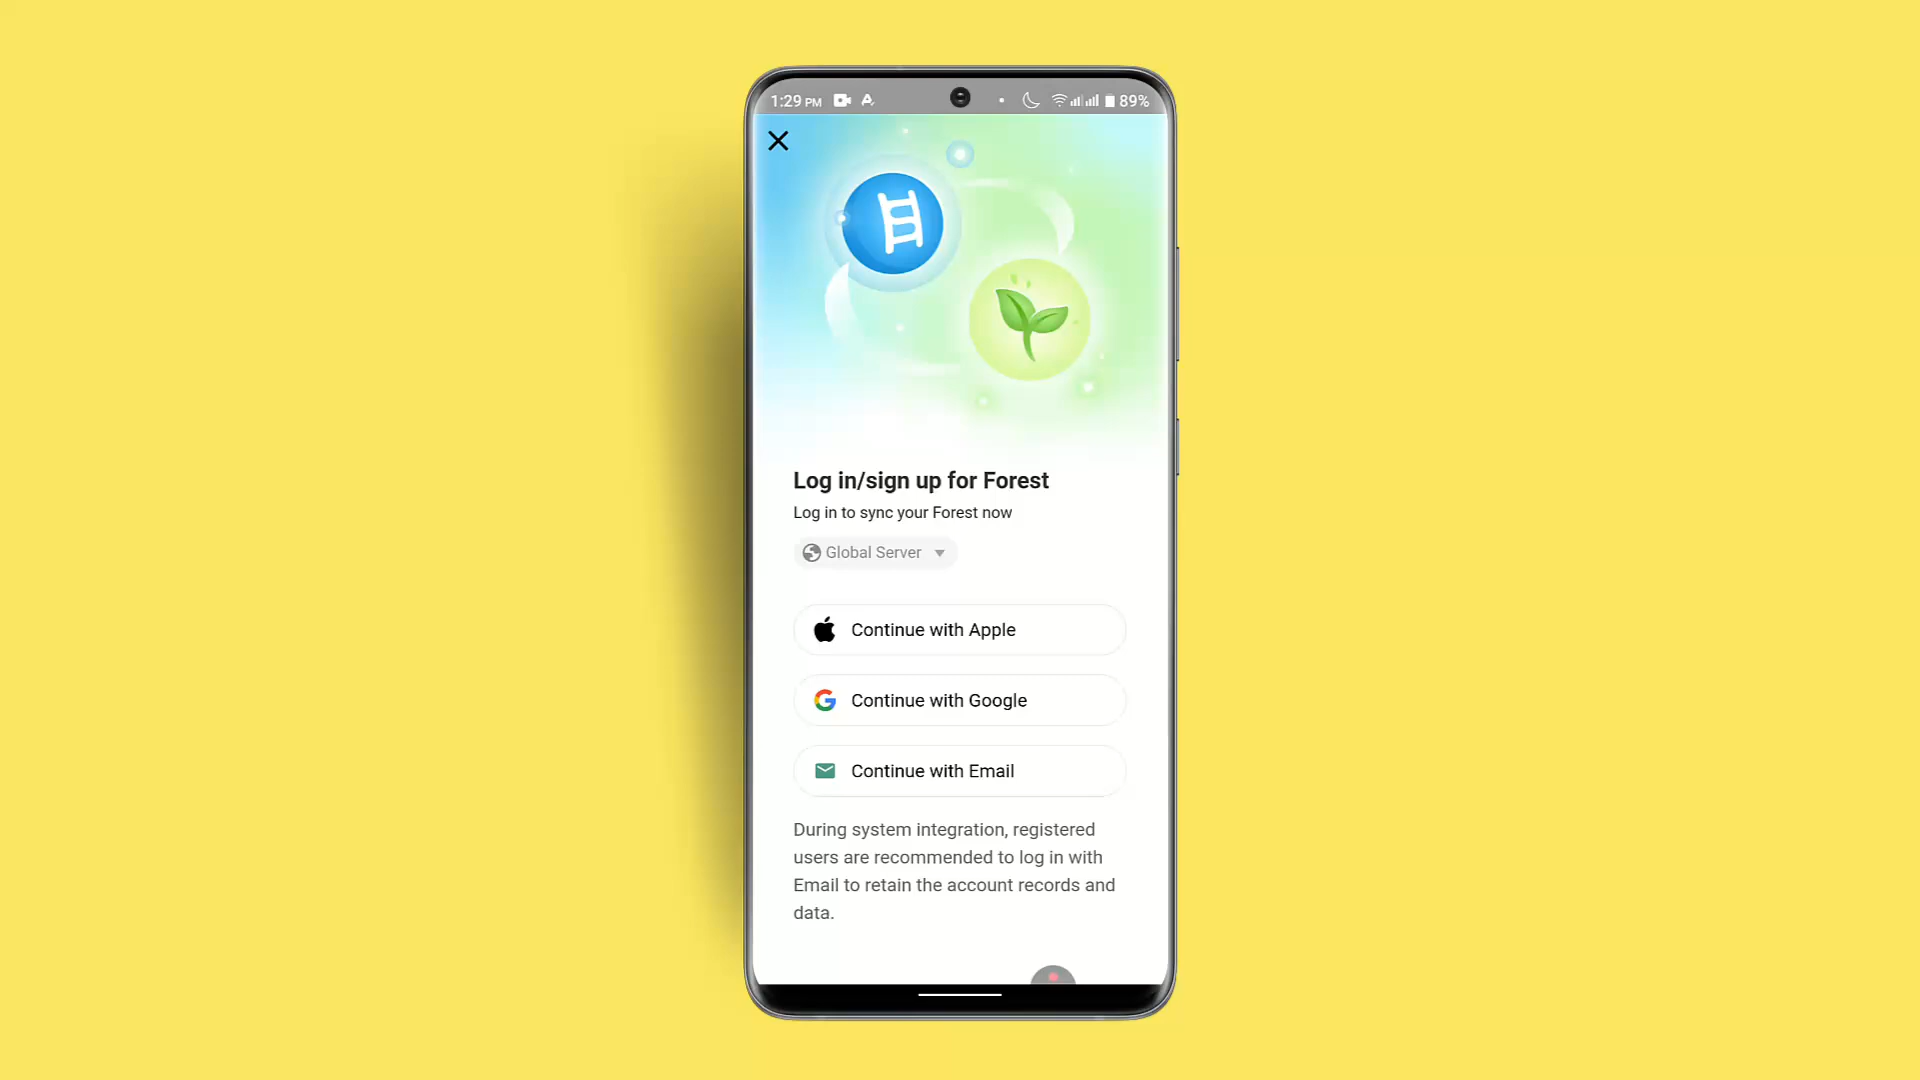 1:29 PM 89%
Log in/sign up for Forest
Log in to sync your Forest now
Global Server
Continue with Apple
Continue with Google
Continue with Email
During system integration, registered
users are recommended to log in with
Email to retain the account records and
data.